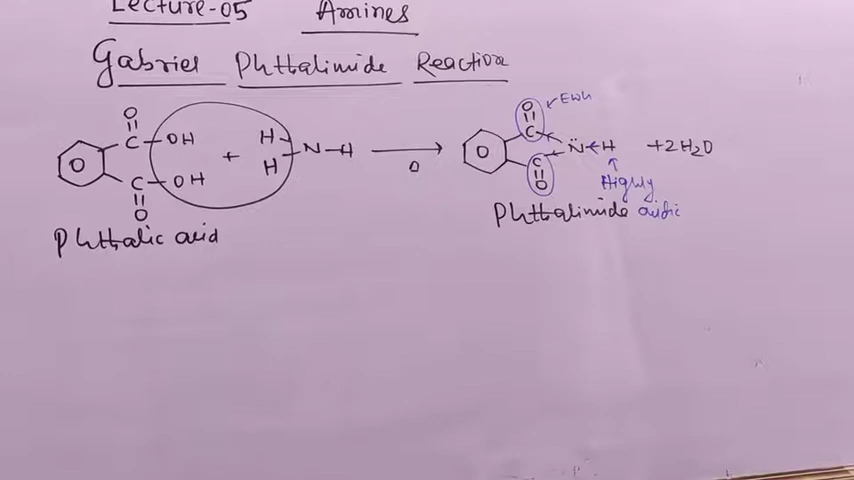 Lecture-05 Amines
Gabriel Phthalimide Reaction
O O EWG
|| ||
C-OH H C
+ H N-H N̈←H +2H2O
C-OH Δ C
|| ||
O O Highly
Phthalic acid Phthalimide acidic